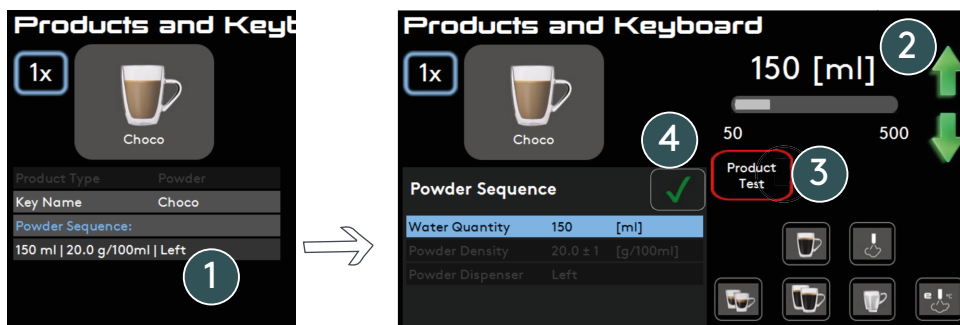 Products and Keyb
1x
Choco
Product Type Powder
Key Name Choco
Powder Sequence:
150 ml | 20.0 g/100ml | Left
1
Products and Keyboard
1x
Choco
150 [ml]
2
50 500
4
Product
Test
3
Powder Sequence
Water Quantity 150 [ml]
Powder Density 20.0 ± 1 [g/100ml]
Powder Dispenser Left